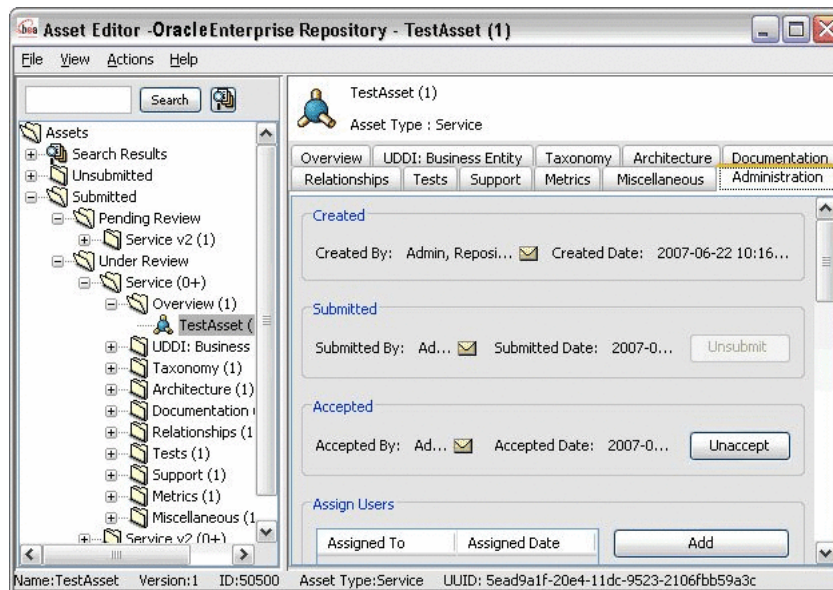 bea Asset Editor -Oracle Enterprise Repository - TestAsset (1)
File View Actions Help
Search
Assets
Search Results
Unsubmitted
Submitted
Pending Review
Service v2 (1)
Under Review
Service (0+)
Overview (1)
TestAsset (
UDDI: Business
Taxonomy (1)
Architecture (1)
Documentation (
Relationships (1
Tests (1)
Support (1)
Metrics (1)
Miscellaneous (1
Service v2 (0+)
TestAsset (1)
Asset Type : Service
Overview UDDI: Business Entity Taxonomy Architecture Documentation
Relationships Tests Support Metrics Miscellaneous Administration
Created
Created By: Admin, Reposi... Created Date: 2007-06-22 10:16...
Submitted
Submitted By: Ad... Submitted Date: 2007-0... Unsubmit
Accepted
Accepted By: Ad... Accepted Date: 2007-0... Unaccept
Assign Users
Assigned To Assigned Date Add
Name:TestAsset Version:1 ID:50500 Asset Type:Service UUID: 5ead9a1f-20e4-11dc-9523-2106fbb59a3c